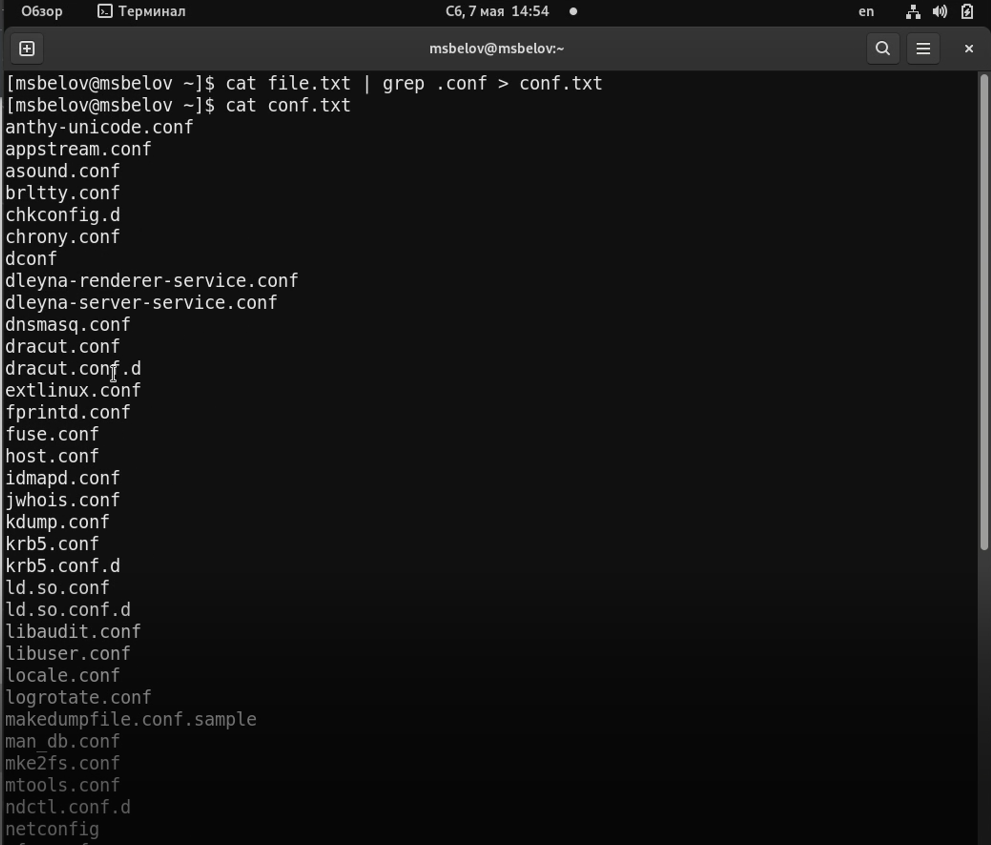 Обзор
Терминал
Сб, 7 мая 14:54
en
msbelov@msbelov:~
[msbelov@msbelov ~]$ cat file.txt | grep .conf > conf.txt
[msbelov@msbelov ~]$ cat conf.txt
anthy-unicode.conf
appstream.conf
asound.conf
brltty.conf
chkconfig.d
chrony.conf
dconf
dleyna-renderer-service.conf
dleyna-server-service.conf
dnsmasq.conf
dracut.conf
dracut.conf.d
extlinux.conf
fprintd.conf
fuse.conf
host.conf
idmapd.conf
jwhois.conf
kdump.conf
krb5.conf
krb5.conf.d
ld.so.conf
ld.so.conf.d
libaudit.conf
libuser.conf
locale.conf
logrotate.conf
makedumpfile.conf.sample
man_db.conf
mke2fs.conf
mtools.conf
ndctl.conf.d
netconfig